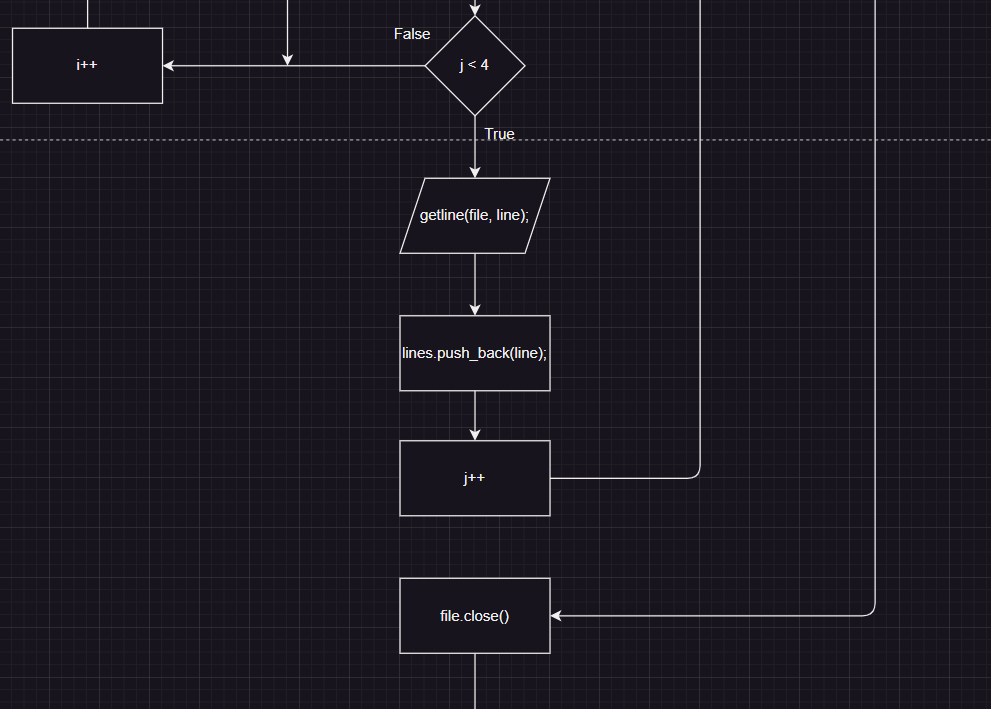 False
i++
j < 4
True
getline(file, line);
lines.push_back(line);
j++
file.close()